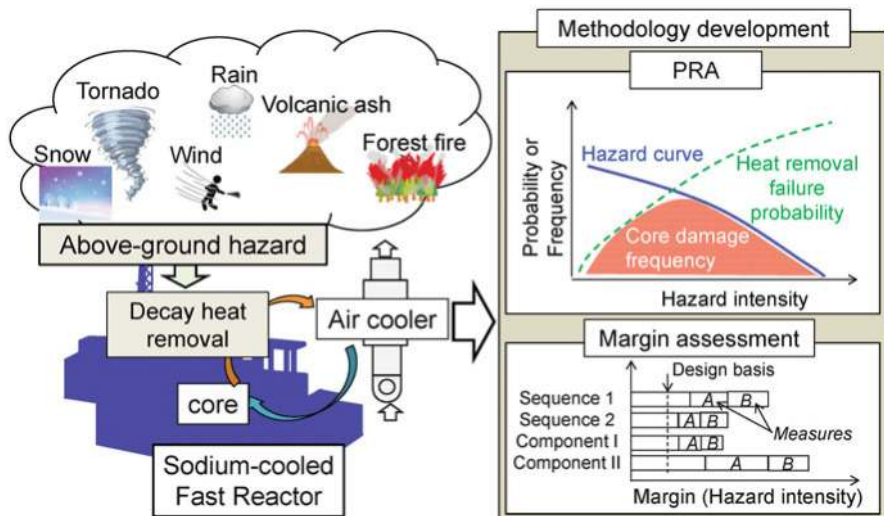 Tornado
Rain
Volcanic ash
Snow
Wind
Forest fire
Above-ground hazard
Decay heat
removal
Air cooler
core
Sodium-cooled
Fast Reactor
Methodology development
PRA
Probability or
Frequency
Hazard curve
Heat removal
failure
probability
Core damage
frequency
Hazard intensity
Margin assessment
Design basis
Sequence 1 A B
Sequence 2 A B
Component I A B
Component II A B
Measures
Margin (Hazard intensity)